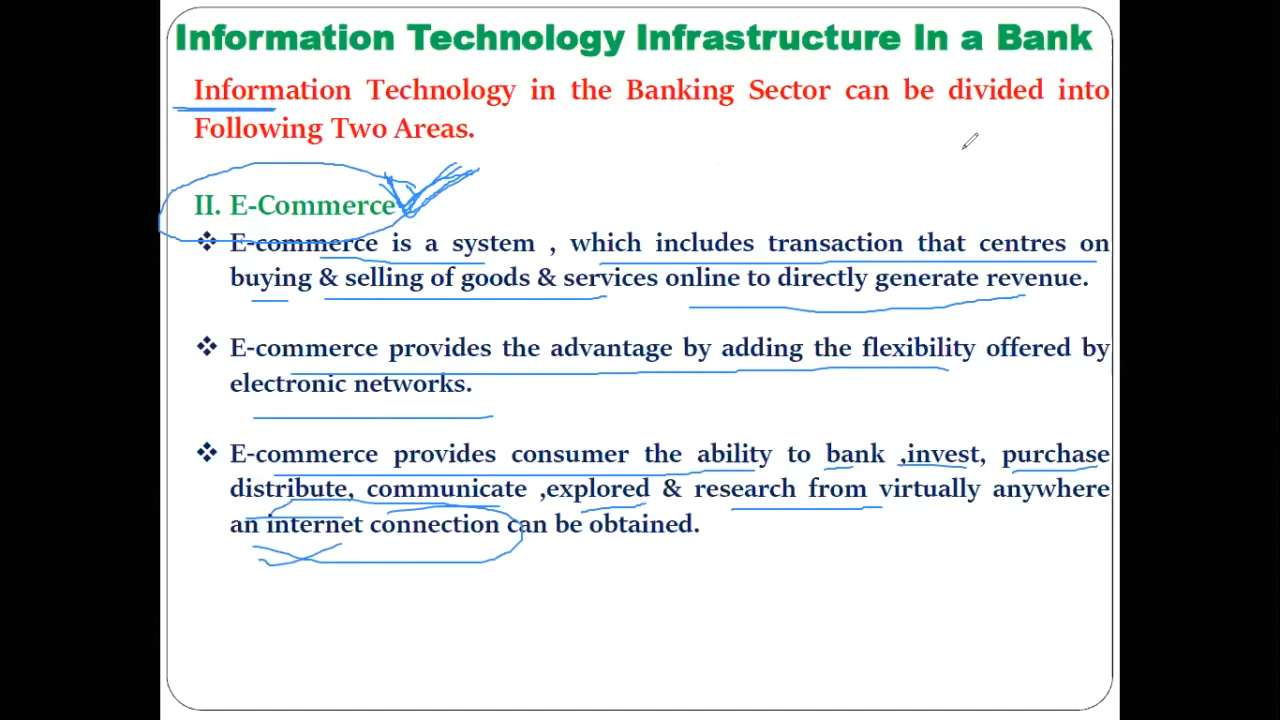 Information Technology Infrastructure In a Bank
Information Technology in the Banking Sector can be divided into
Following Two Areas.
II. E-Commerce
❖ E-commerce is a system , which includes transaction that centres on
buying & selling of goods & services online to directly generate revenue.
❖ E-commerce provides the advantage by adding the flexibility offered by
electronic networks.
❖ E-commerce provides consumer the ability to bank ,invest, purchase
distribute, communicate ,explored & research from virtually anywhere
an internet connection can be obtained.